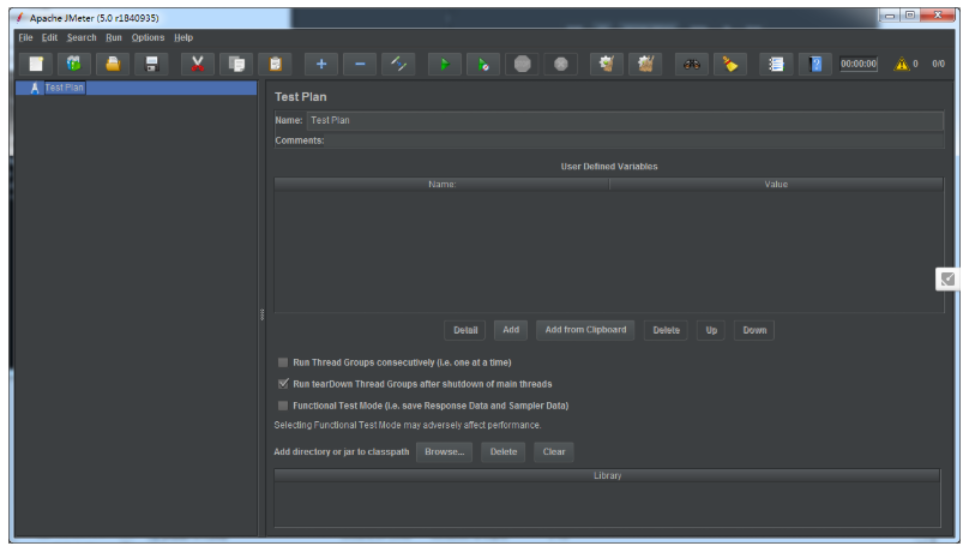 Apache JMeter (5.0 r1840935)
File Edit Search Run Options Help
00:00:00 0 0/0
Test Plan
Test Plan
Name: Test Plan
Comments:
User Defined Variables
Name: Value
Detail Add Add from Clipboard Delete Up Down
Run Thread Groups consecutively (i.e. one at a time)
Run tearDown Thread Groups after shutdown of main threads
Functional Test Mode (i.e. save Response Data and Sampler Data)
Selecting Functional Test Mode may adversely affect performance.
Add directory or jar to classpath Browse... Delete Clear
Library